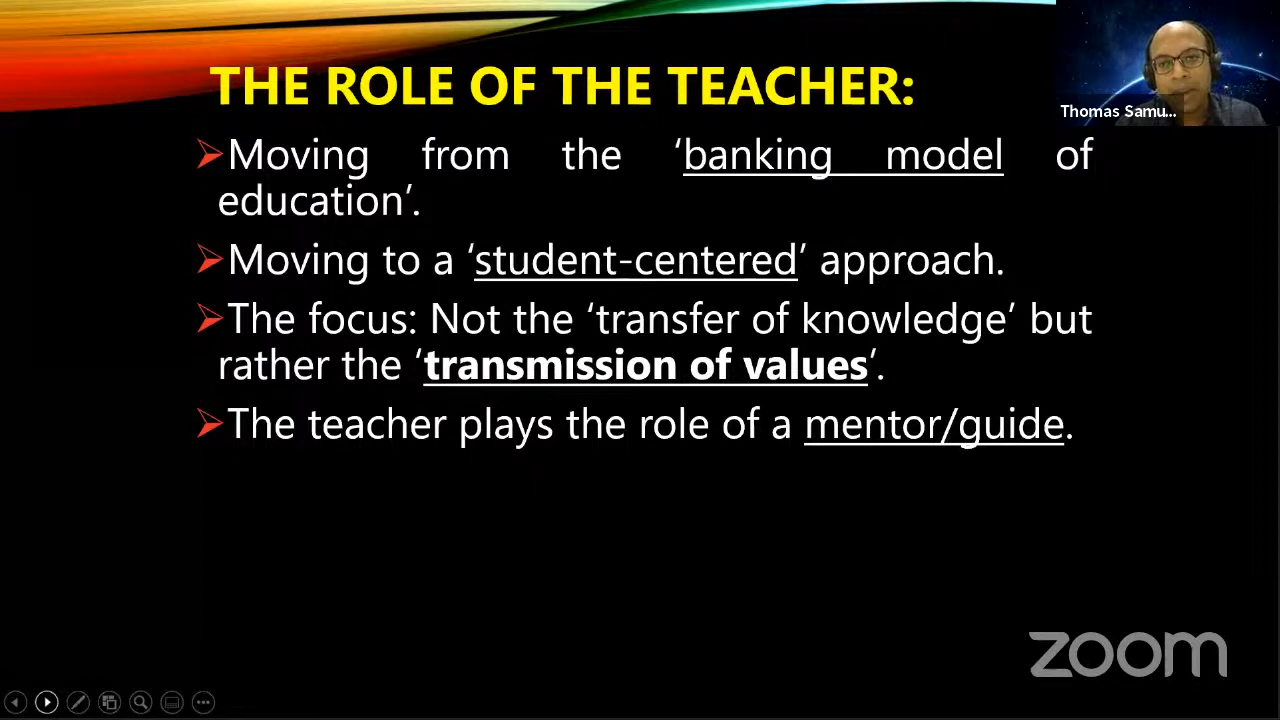 THE ROLE OF THE TEACHER:
Thomas Samu...
➢Moving from the ‘banking model of
education’.
➢Moving to a ‘student-centered’ approach.
➢The focus: Not the ‘transfer of knowledge’ but
rather the ‘transmission of values’.
➢The teacher plays the role of a mentor/guide.
zoom